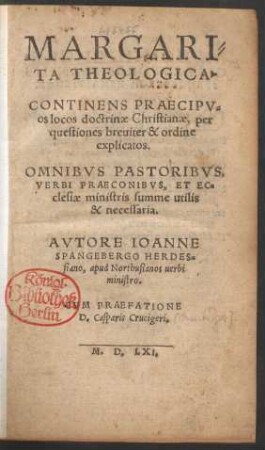 MARGARI-
TA THEOLOGICA
CONTINENS PRAECIPV-
os locos doctrinæ Christianæ, per
questiones breuiter & ordine
explicatos.
OMNIBVS PASTORIBVS,
VERBI PRAECONIBVS, ET EC-
clesiæ ministris summe utilis
& necessaria.
AVTORE IOANNE
SPANGEBERGO HERDES-
siano, apud Northusianos uerbi
ministro.
CVM PRAEFATIONE
D. Casparis Crucigeri.
Königl.
Bibliothek
Berlin
M. D. LXI.